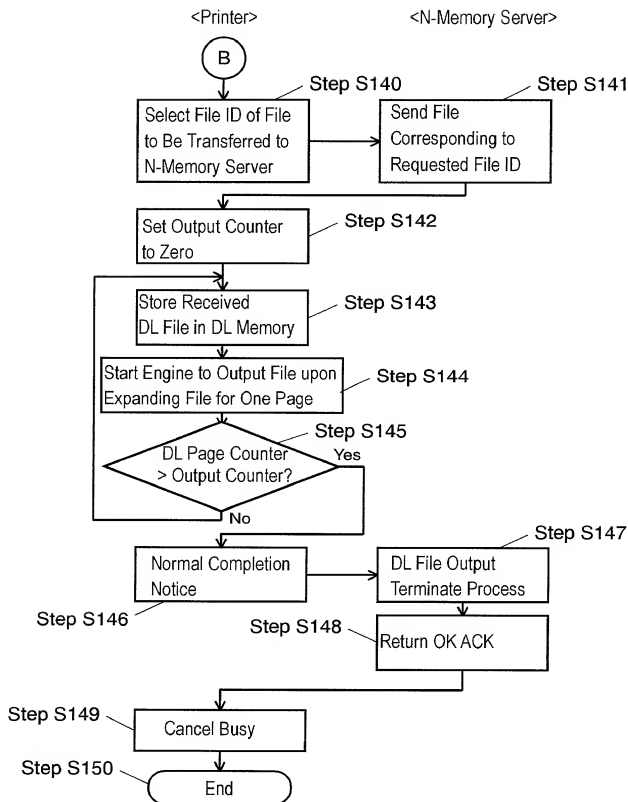 <Printer>
<N-Memory Server>
B
Step S140
Step S141
Select File ID of File
to Be Transferred to
N-Memory Server
Send File
Corresponding to
Requested File ID
Step S142
Set Output Counter
to Zero
Step S143
Store Received
DL File in DL Memory
Step S144
Start Engine to Output File upon
Expanding File for One Page
Step S145
DL Page Counter
> Output Counter?
Yes
No
Step S147
Normal Completion
Notice
DL File Output
Terminate Process
Step S146
Step S148
Return OK ACK
Step S149
Cancel Busy
Step S150
End